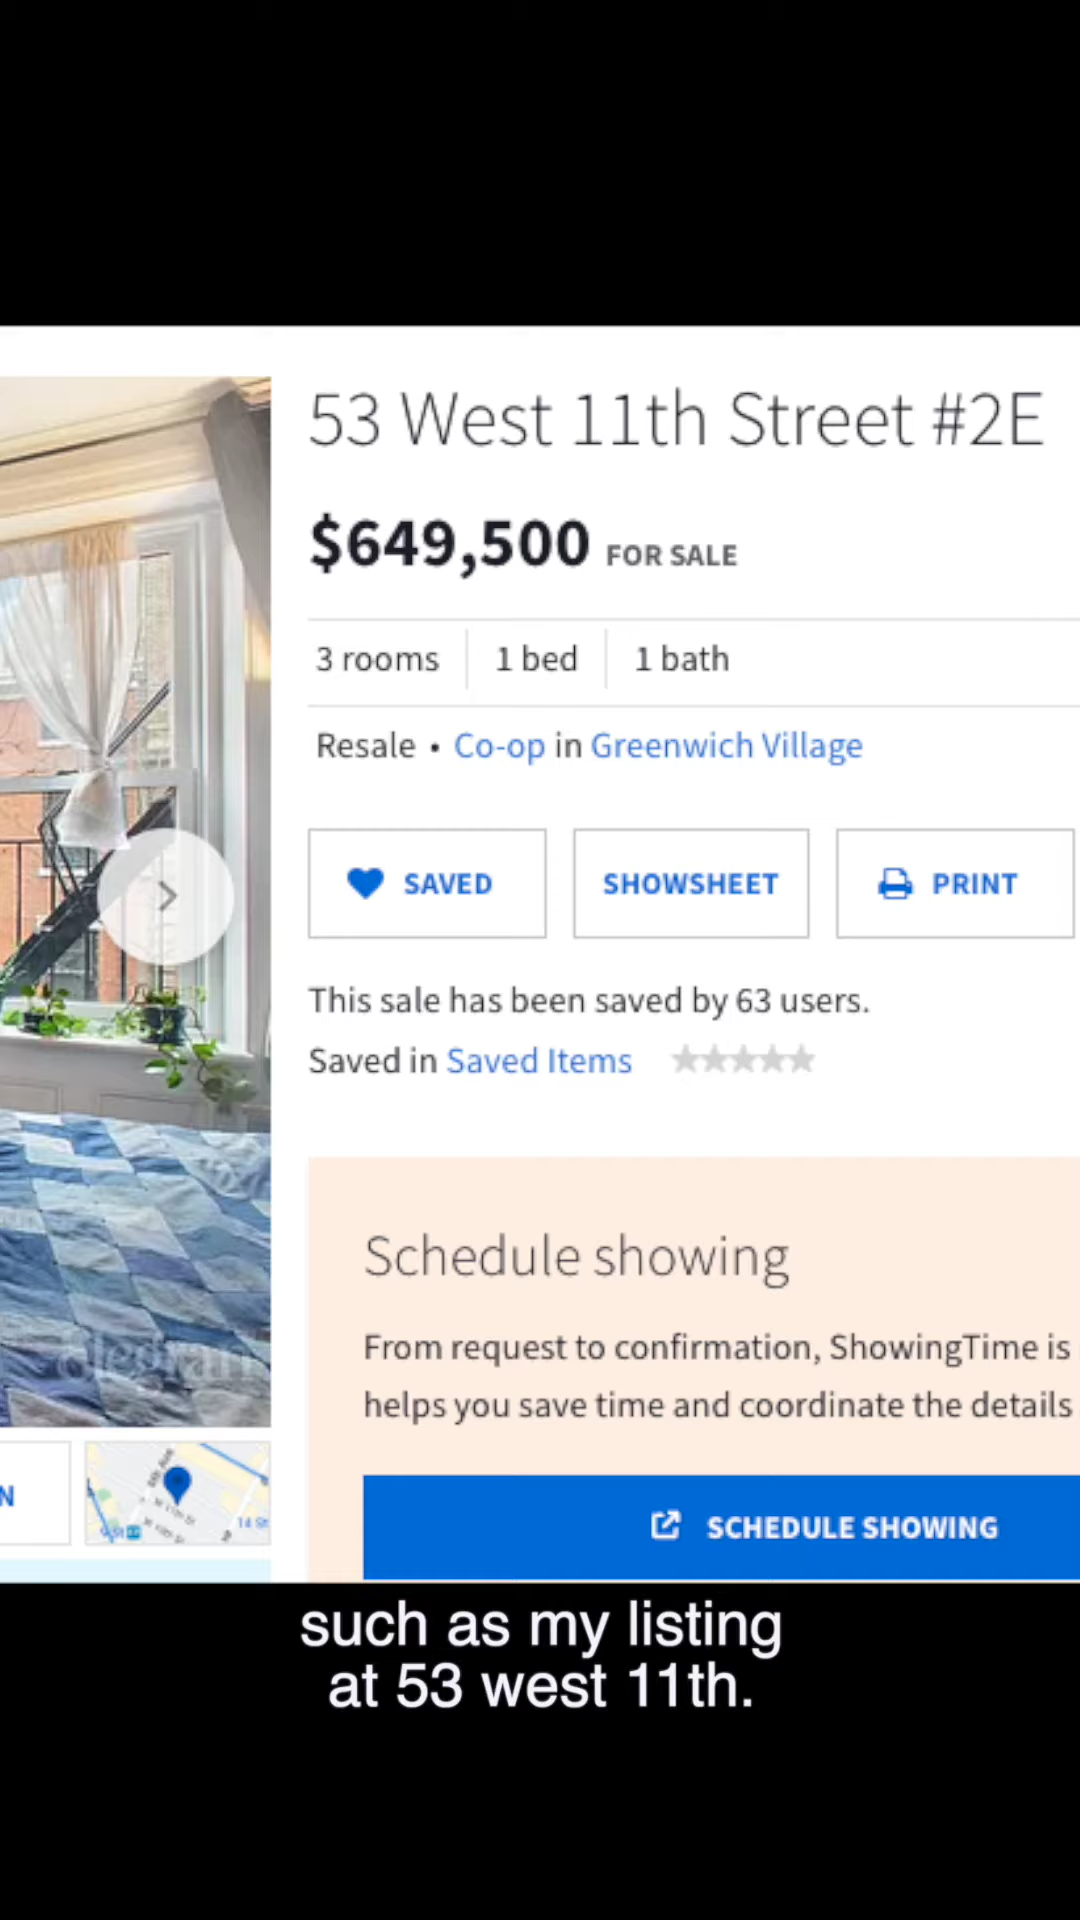 53 West 11th Street #2E
$649,500 FOR SALE
3 rooms 1 bed 1 bath
Resale • Co-op in Greenwich Village
SAVED SHOWSHEET PRINT
This sale has been saved by 63 users.
Saved in Saved Items
Schedule showing
From request to confirmation, ShowingTime is
helps you save time and coordinate the details
N
14 St
SCHEDULE SHOWING
such as my listing
at 53 west 11th.